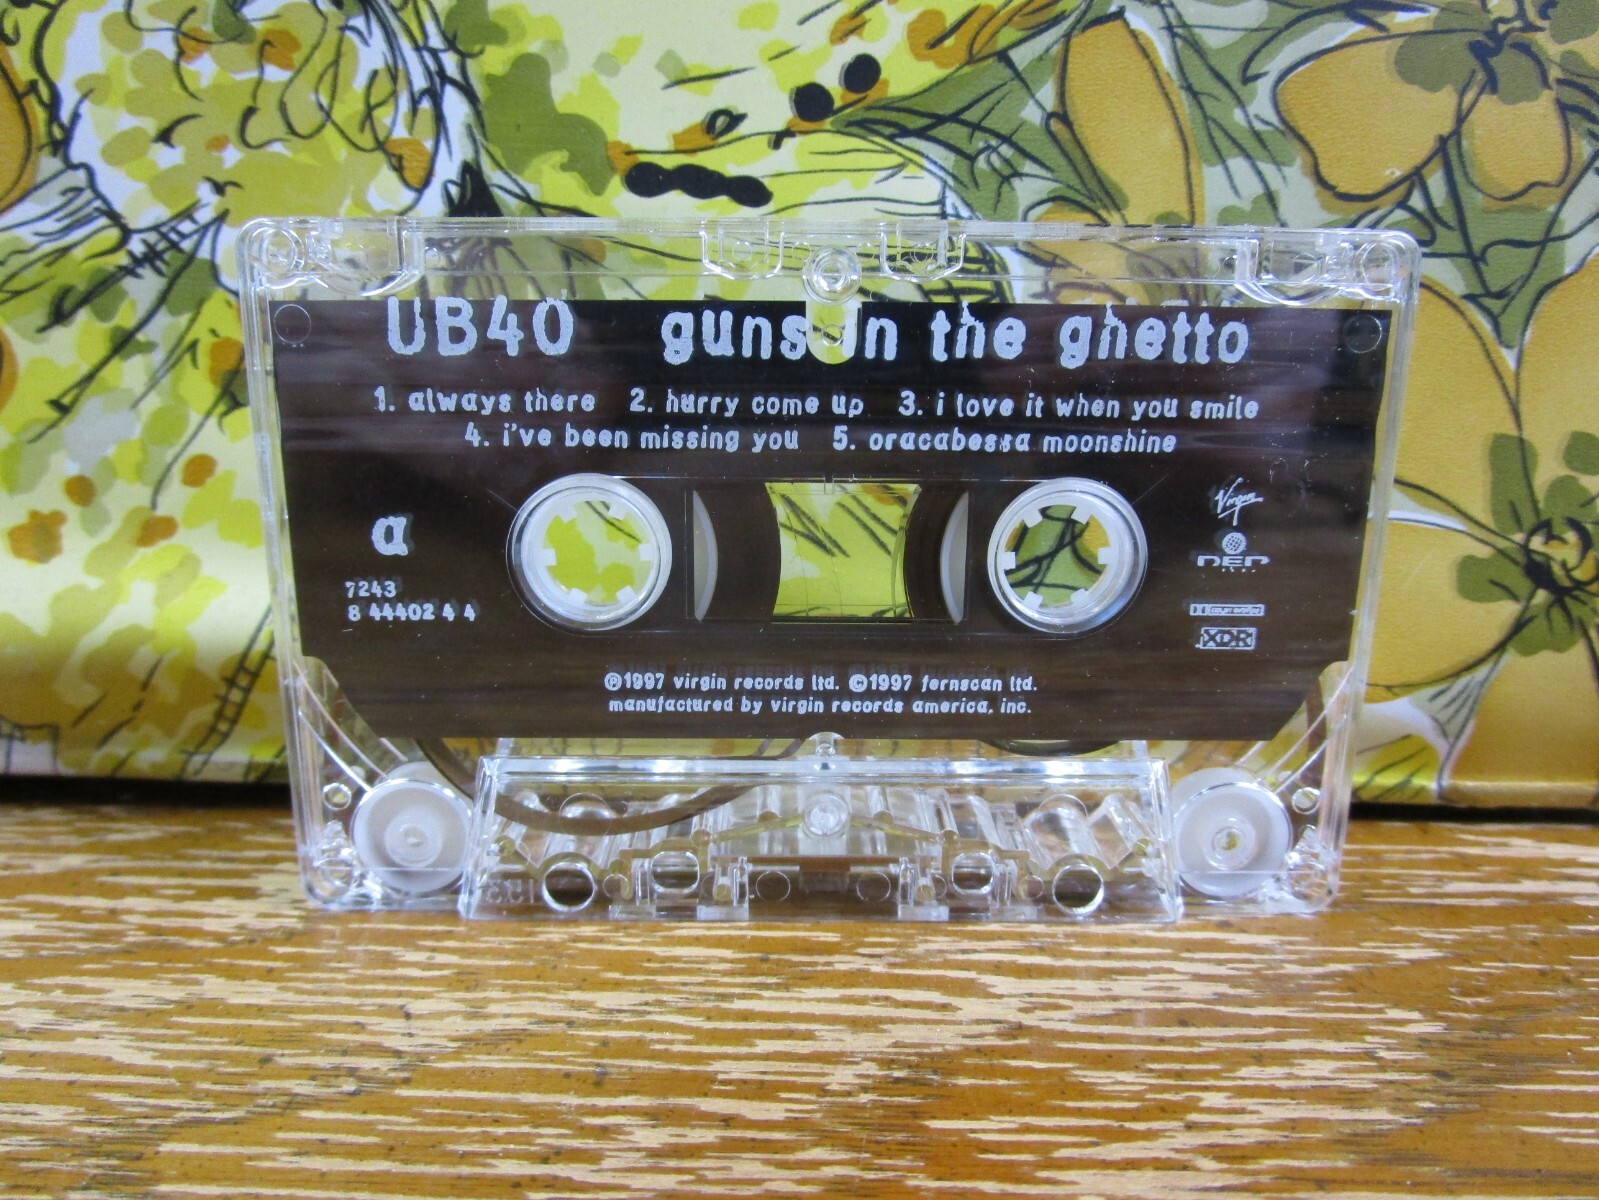 UB40 guns in the ghetto
1. always there 2. hurry come up 3. i love it when you smile
4. i've been missing you 5. oracabessa moonshine
a
7243
8 44402 4 4
Virgin
DEP
XDR
℗1997 virgin records ltd. ©1997 fernscan ltd.
manufactured by virgin records america, inc.